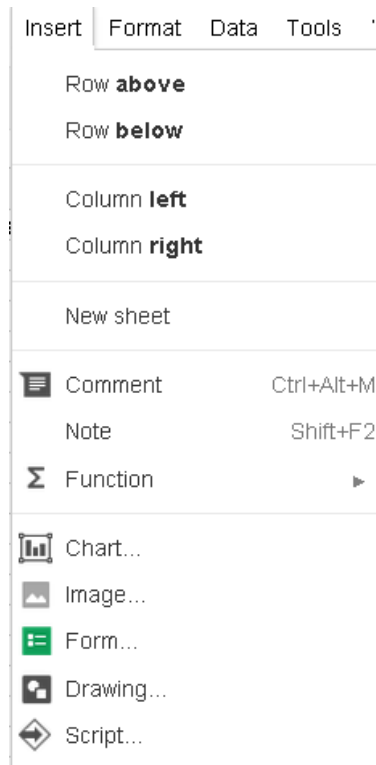 Insert Format Data Tools
Row above
Row below
Column left
Column right
New sheet
Comment Ctrl+Alt+M
Note Shift+F2
Function
Chart...
Image...
Form...
Drawing...
Script...